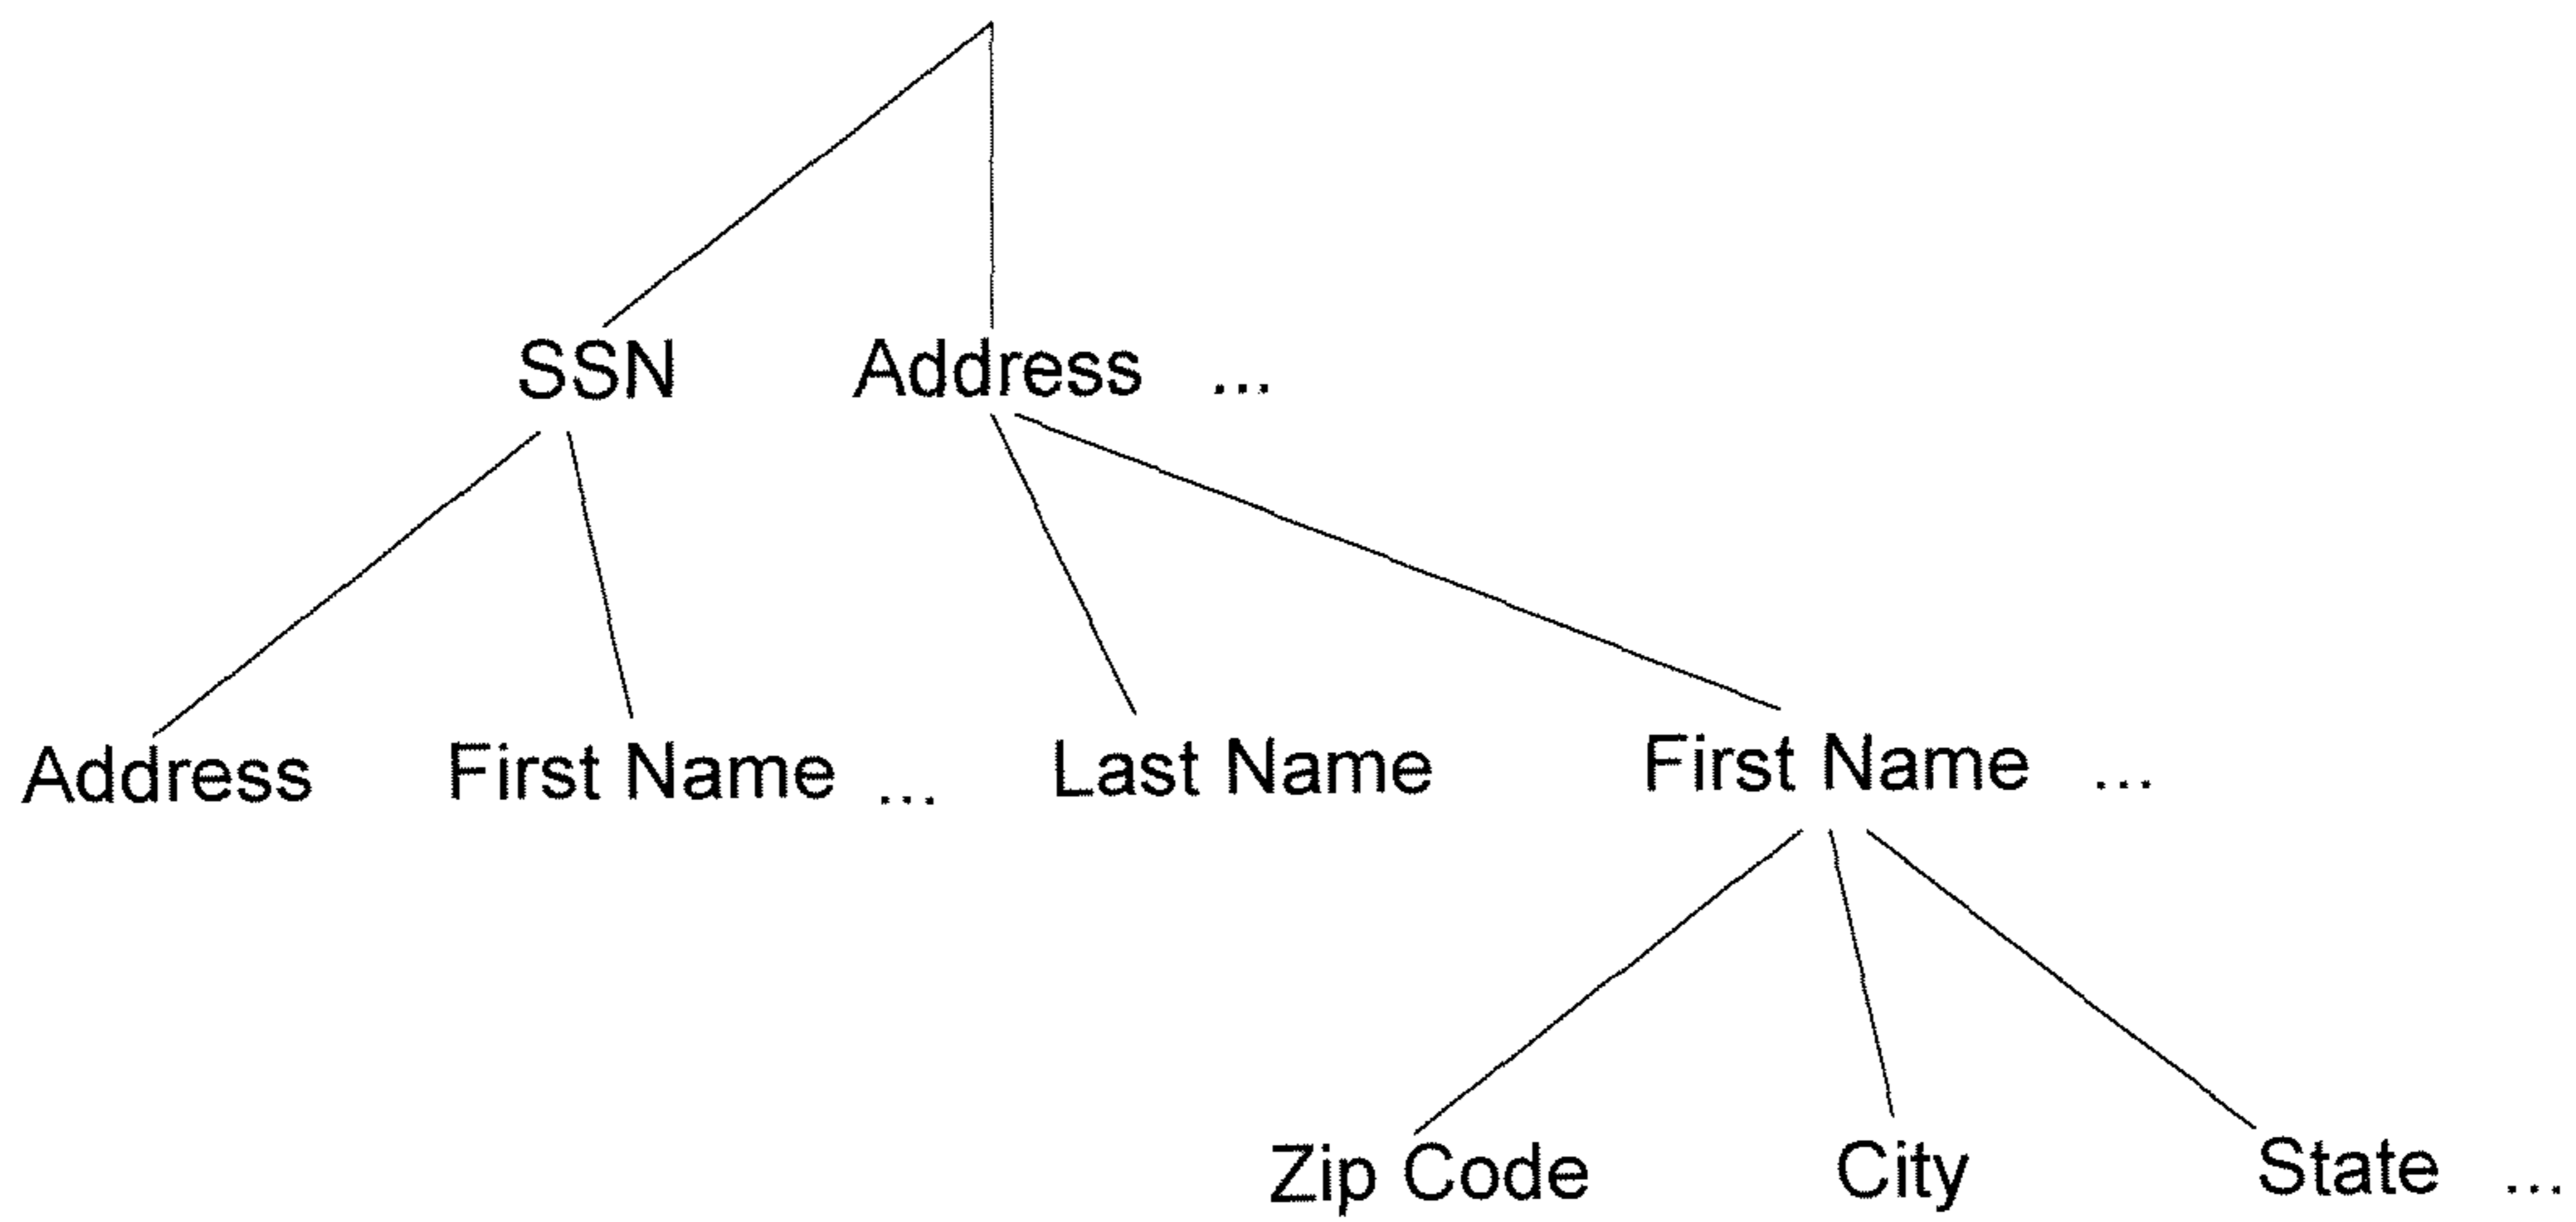 SSN Address ...
Address First Name ... Last Name First Name ...
Zip Code City State ...